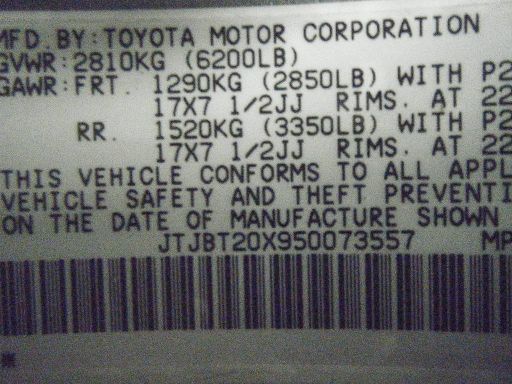 MFD. BY: TOYOTA MOTOR CORPORATION
GVWR: 2810KG (6200LB)
GAWR: FRT. 1290KG (2850LB) WITH P2
17X7 1/2JJ RIMS. AT 22
RR. 1520KG (3350LB) WITH P2
17X7 1/2JJ RIMS. AT 22
THIS VEHICLE CONFORMS TO ALL APPL
VEHICLE SAFETY AND THEFT PREVENTI
ON THE DATE OF MANUFACTURE SHOWN
JTJBT20X950073557 MP